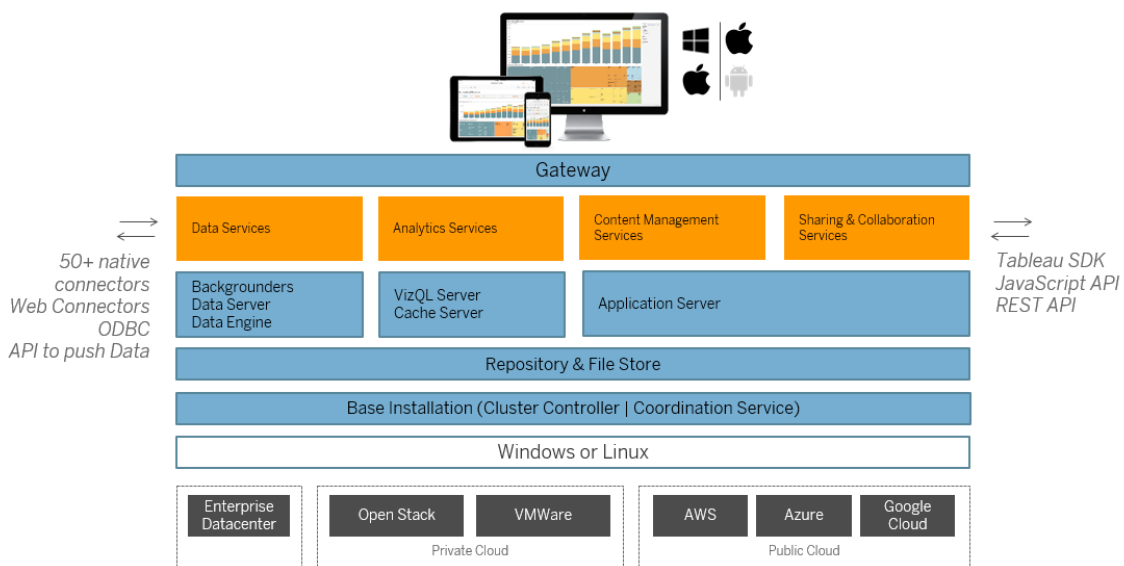 Gateway
Data Services
Analytics Services
Content Management
Services
Sharing & Collaboration
Services
50+ native
connectors
Web Connectors
ODBC
API to push Data
Backgrounders
Data Server
Data Engine
VizQL Server
Cache Server
Application Server
Tableau SDK
JavaScript API
REST API
Repository & File Store
Base Installation (Cluster Controller | Coordination Service)
Windows or Linux
Enterprise
Datacenter
Open Stack
VMWare
Private Cloud
AWS
Azure
Google
Cloud
Public Cloud